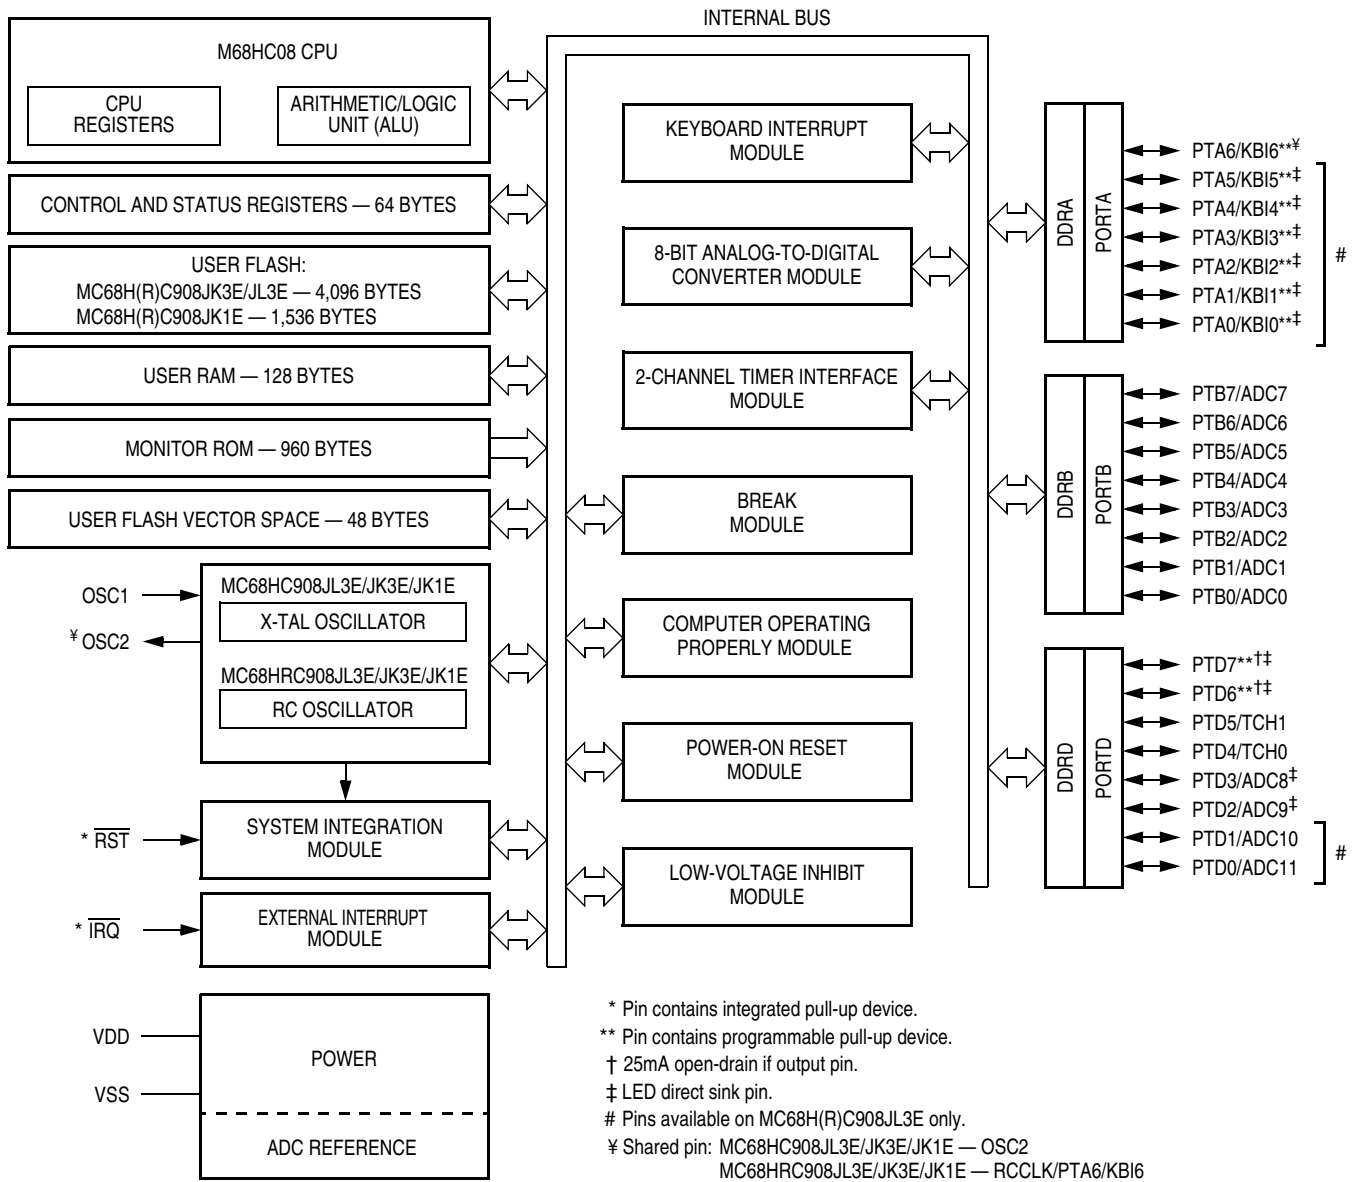 INTERNAL BUS
M68HC08 CPU
CPU
REGISTERS
ARITHMETIC/LOGIC
UNIT (ALU)
CONTROL AND STATUS REGISTERS — 64 BYTES
USER FLASH:
MC68H(R)C908JK3E/JL3E — 4,096 BYTES
MC68H(R)C908JK1E — 1,536 BYTES
USER RAM — 128 BYTES
MONITOR ROM — 960 BYTES
USER FLASH VECTOR SPACE — 48 BYTES
OSC1
¥ OSC2
MC68HC908JL3E/JK3E/JK1E
X-TAL OSCILLATOR
MC68HRC908JL3E/JK3E/JK1E
RC OSCILLATOR
* RST
SYSTEM INTEGRATION
MODULE
* IRQ
EXTERNAL INTERRUPT
MODULE
VDD
VSS
POWER
ADC REFERENCE
KEYBOARD INTERRUPT
MODULE
8-BIT ANALOG-TO-DIGITAL
CONVERTER MODULE
2-CHANNEL TIMER INTERFACE
MODULE
BREAK
MODULE
COMPUTER OPERATING
PROPERLY MODULE
POWER-ON RESET
MODULE
LOW-VOLTAGE INHIBIT
MODULE
DDRA
PORTA
PTA6/KBI6**¥
PTA5/KBI5**‡
PTA4/KBI4**‡
PTA3/KBI3**‡
PTA2/KBI2**‡
PTA1/KBI1**‡
PTA0/KBI0**‡
#
DDRB
PORTB
PTB7/ADC7
PTB6/ADC6
PTB5/ADC5
PTB4/ADC4
PTB3/ADC3
PTB2/ADC2
PTB1/ADC1
PTB0/ADC0
DDRD
PORTD
PTD7**†‡
PTD6**†‡
PTD5/TCH1
PTD4/TCH0
PTD3/ADC8‡
PTD2/ADC9‡
PTD1/ADC10
PTD0/ADC11
#
* Pin contains integrated pull-up device.
** Pin contains programmable pull-up device.
† 25mA open-drain if output pin.
‡ LED direct sink pin.
# Pins available on MC68H(R)C908JL3E only.
¥ Shared pin: MC68HC908JL3E/JK3E/JK1E — OSC2
MC68HRC908JL3E/JK3E/JK1E — RCCLK/PTA6/KBI6